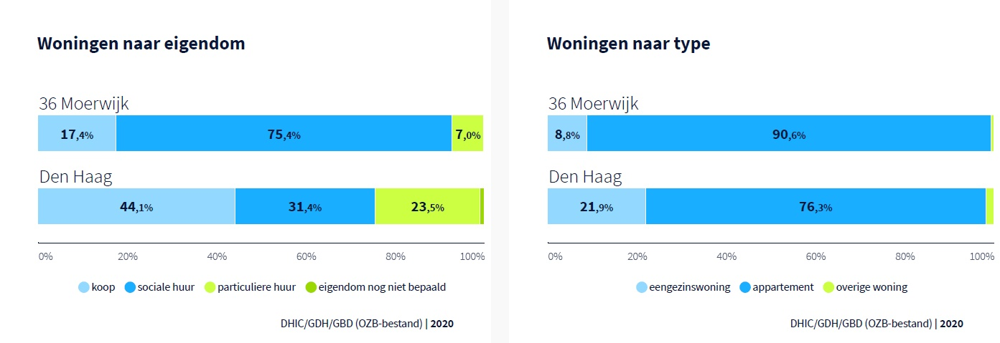 Woningen naar eigendom
36 Moerwijk
17,4% 75,4% 7,0%
Den Haag
44,1% 31,4% 23,5%
0% 20% 40% 60% 80% 100%
koop sociale huur particuliere huur eigendom nog niet bepaald
DHIC/GDH/GBD (OZB-bestand) | 2020
Woningen naar type
36 Moerwijk
8,8% 90,6%
Den Haag
21,9% 76,3%
0% 20% 40% 60% 80% 100%
eengezinswoning appartement overige woning
DHIC/GDH/GBD (OZB-bestand) | 2020